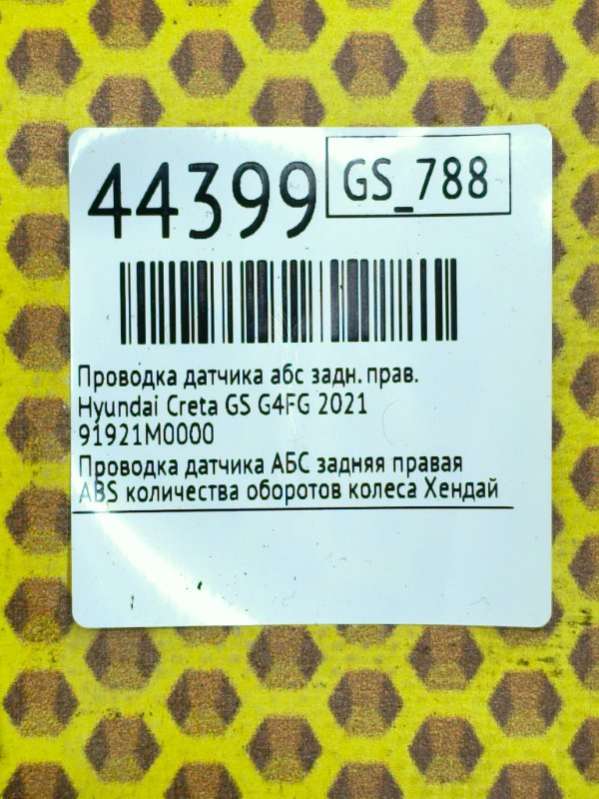 44399
GS_788
Проводка датчика абс задн. прав.
Hyundai Creta GS G4FG 2021
91921M0000
Проводка датчика АБС задняя правая
ABS количества оборотов колеса Хендай